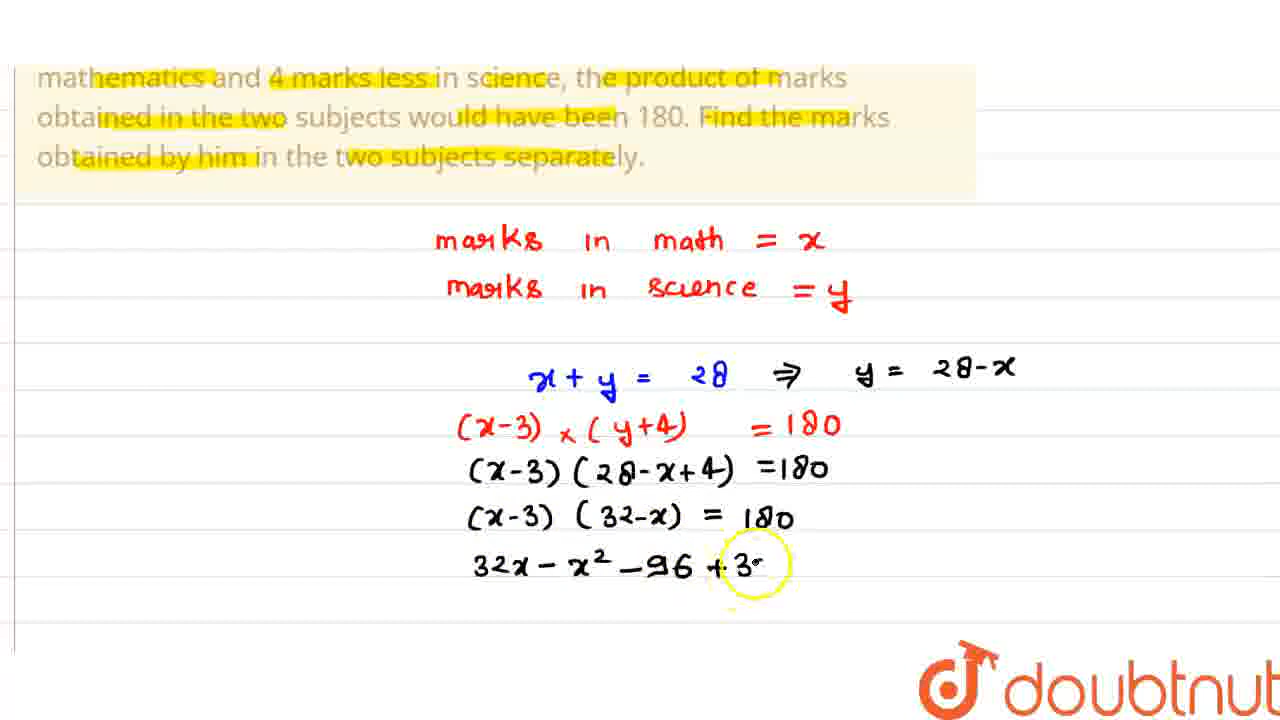 mathematics and 4 marks less in science, the product of marks
obtained in the two subjects would have been 180. Find the marks
obtained by him in the two subjects separately.
marks in math = x
marks in science = y
x + y = 28 ⇒ y = 28 - x
(x-3) × (y+4) = 180
(x-3) (28-x+4) = 180
(x-3) (32-x) = 180
32x - x² - 96 + 3
doubtnut